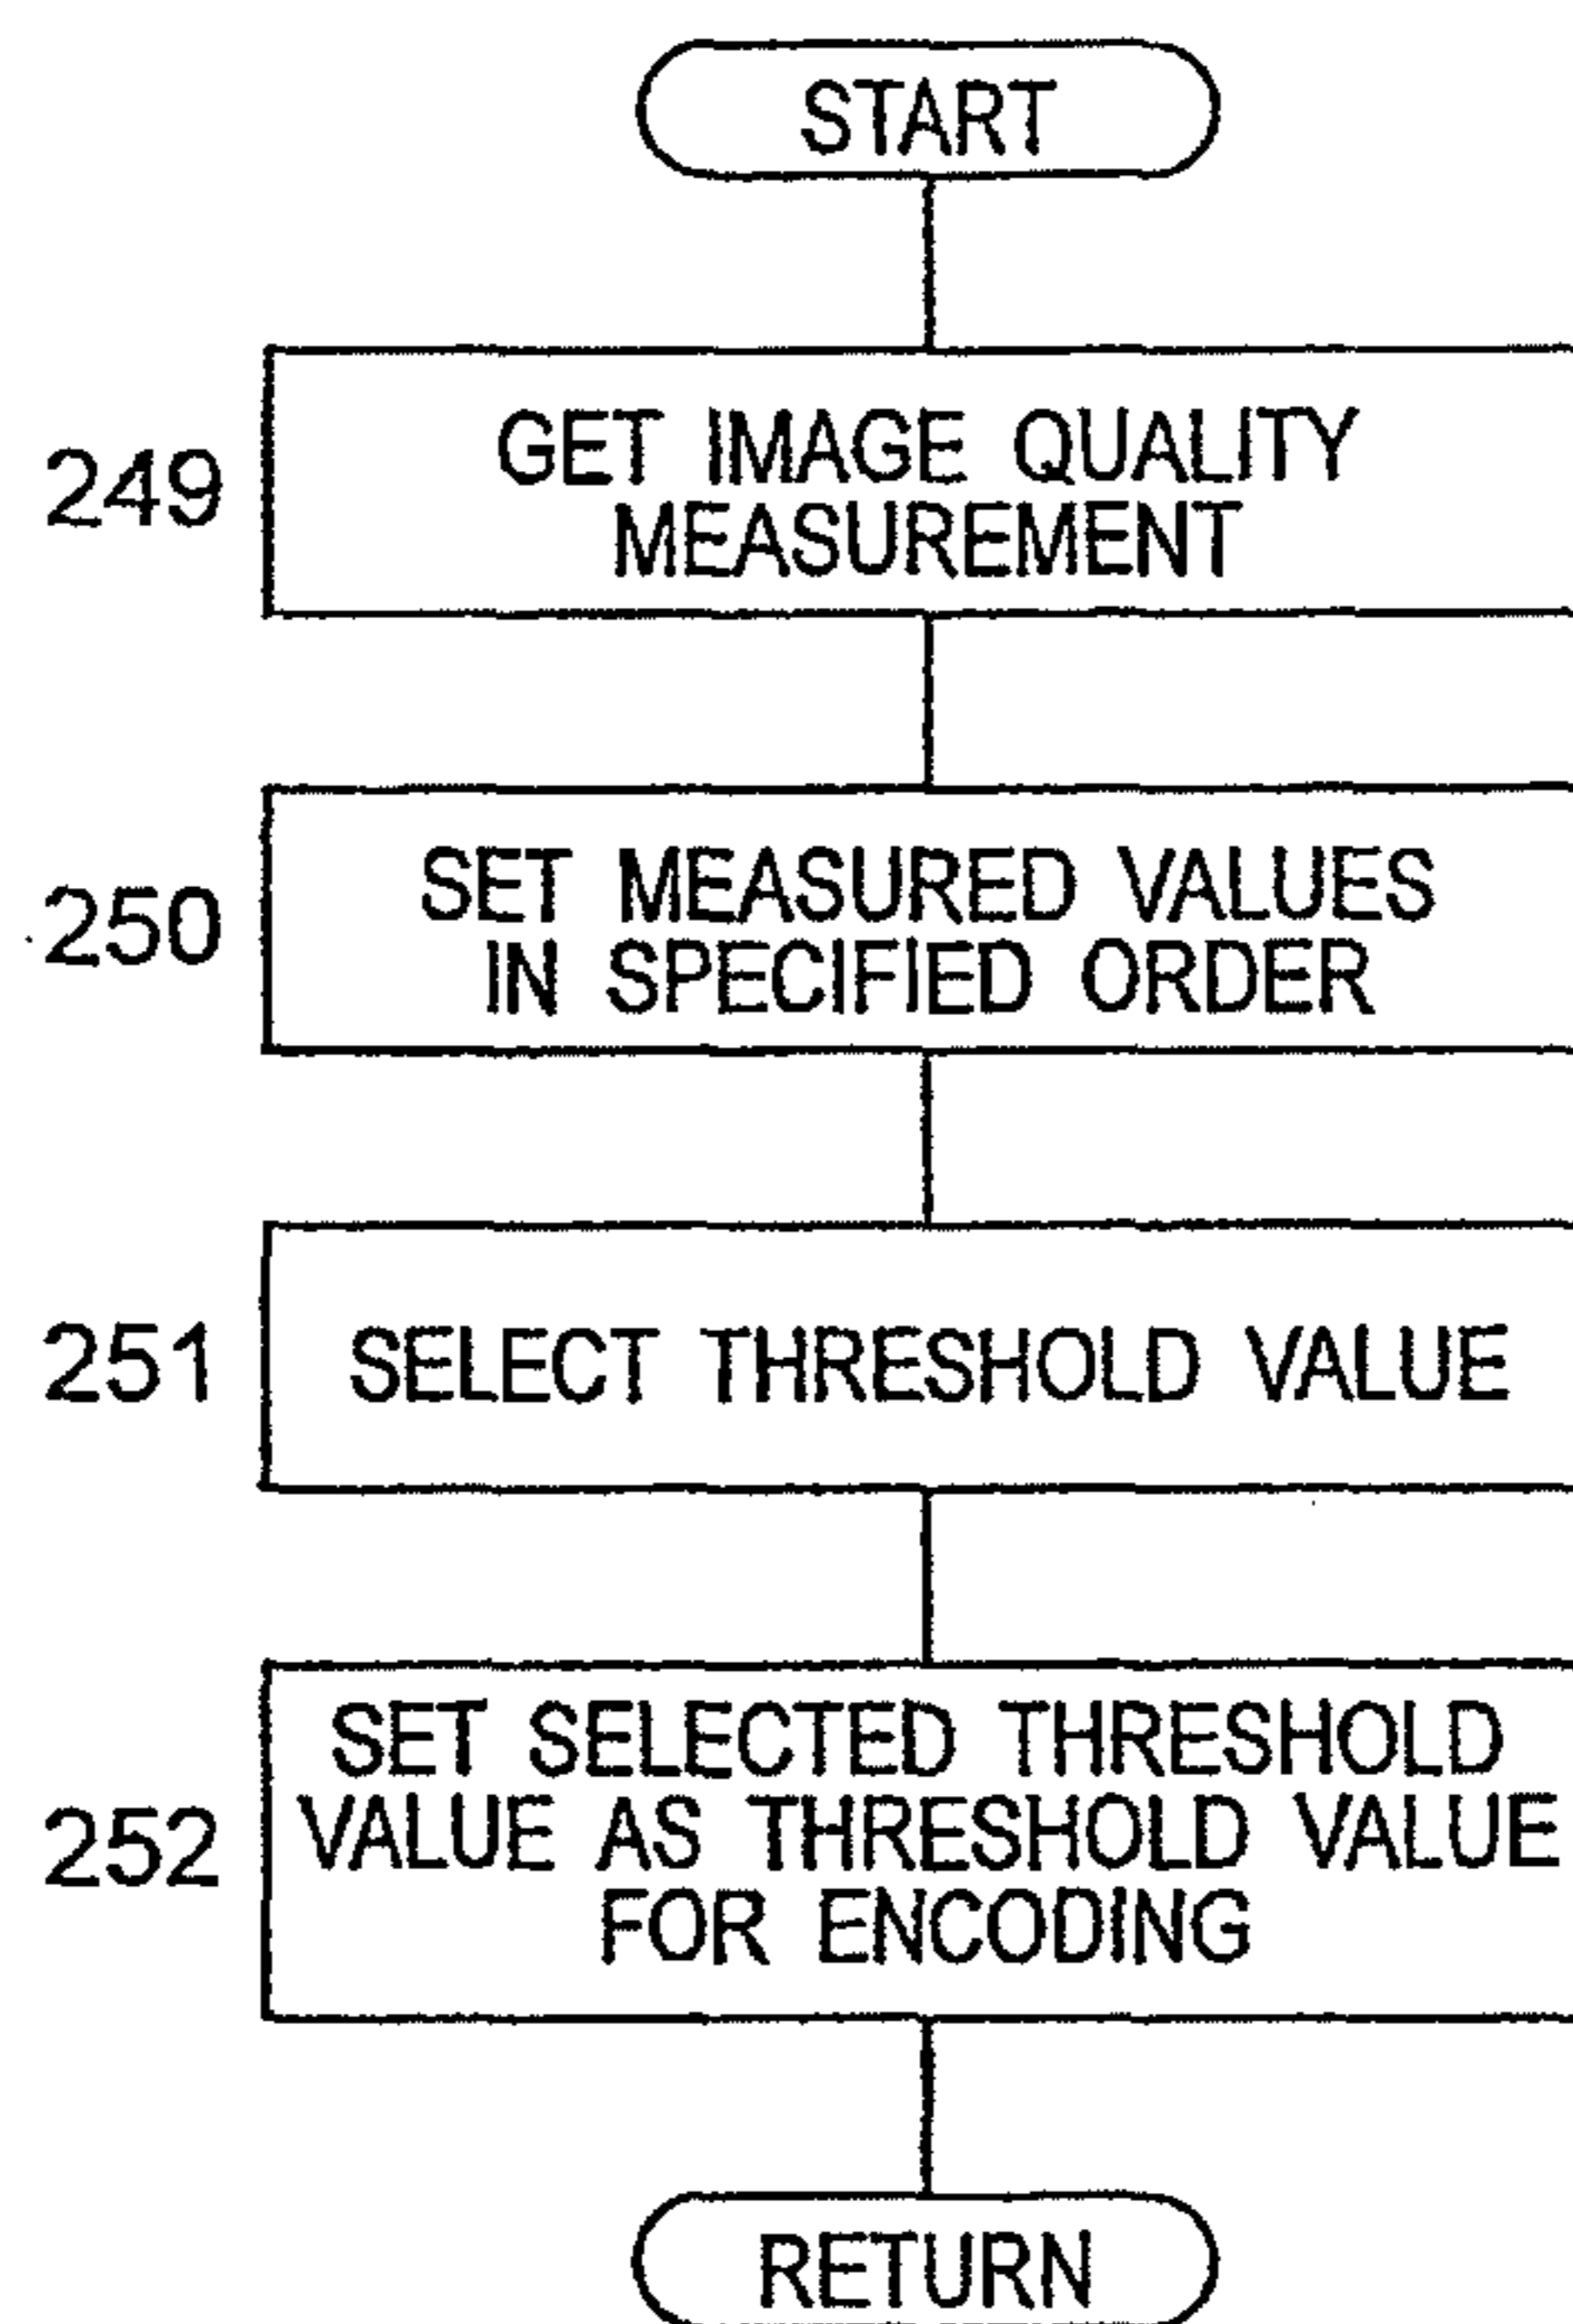 START
249
GET IMAGE QUALITY
MEASUREMENT
250
SET MEASURED VALUES
IN SPECIFIED ORDER
251
SELECT THRESHOLD VALUE
252
SET SELECTED THRESHOLD
VALUE AS THRESHOLD VALUE
FOR ENCODING
RETURN